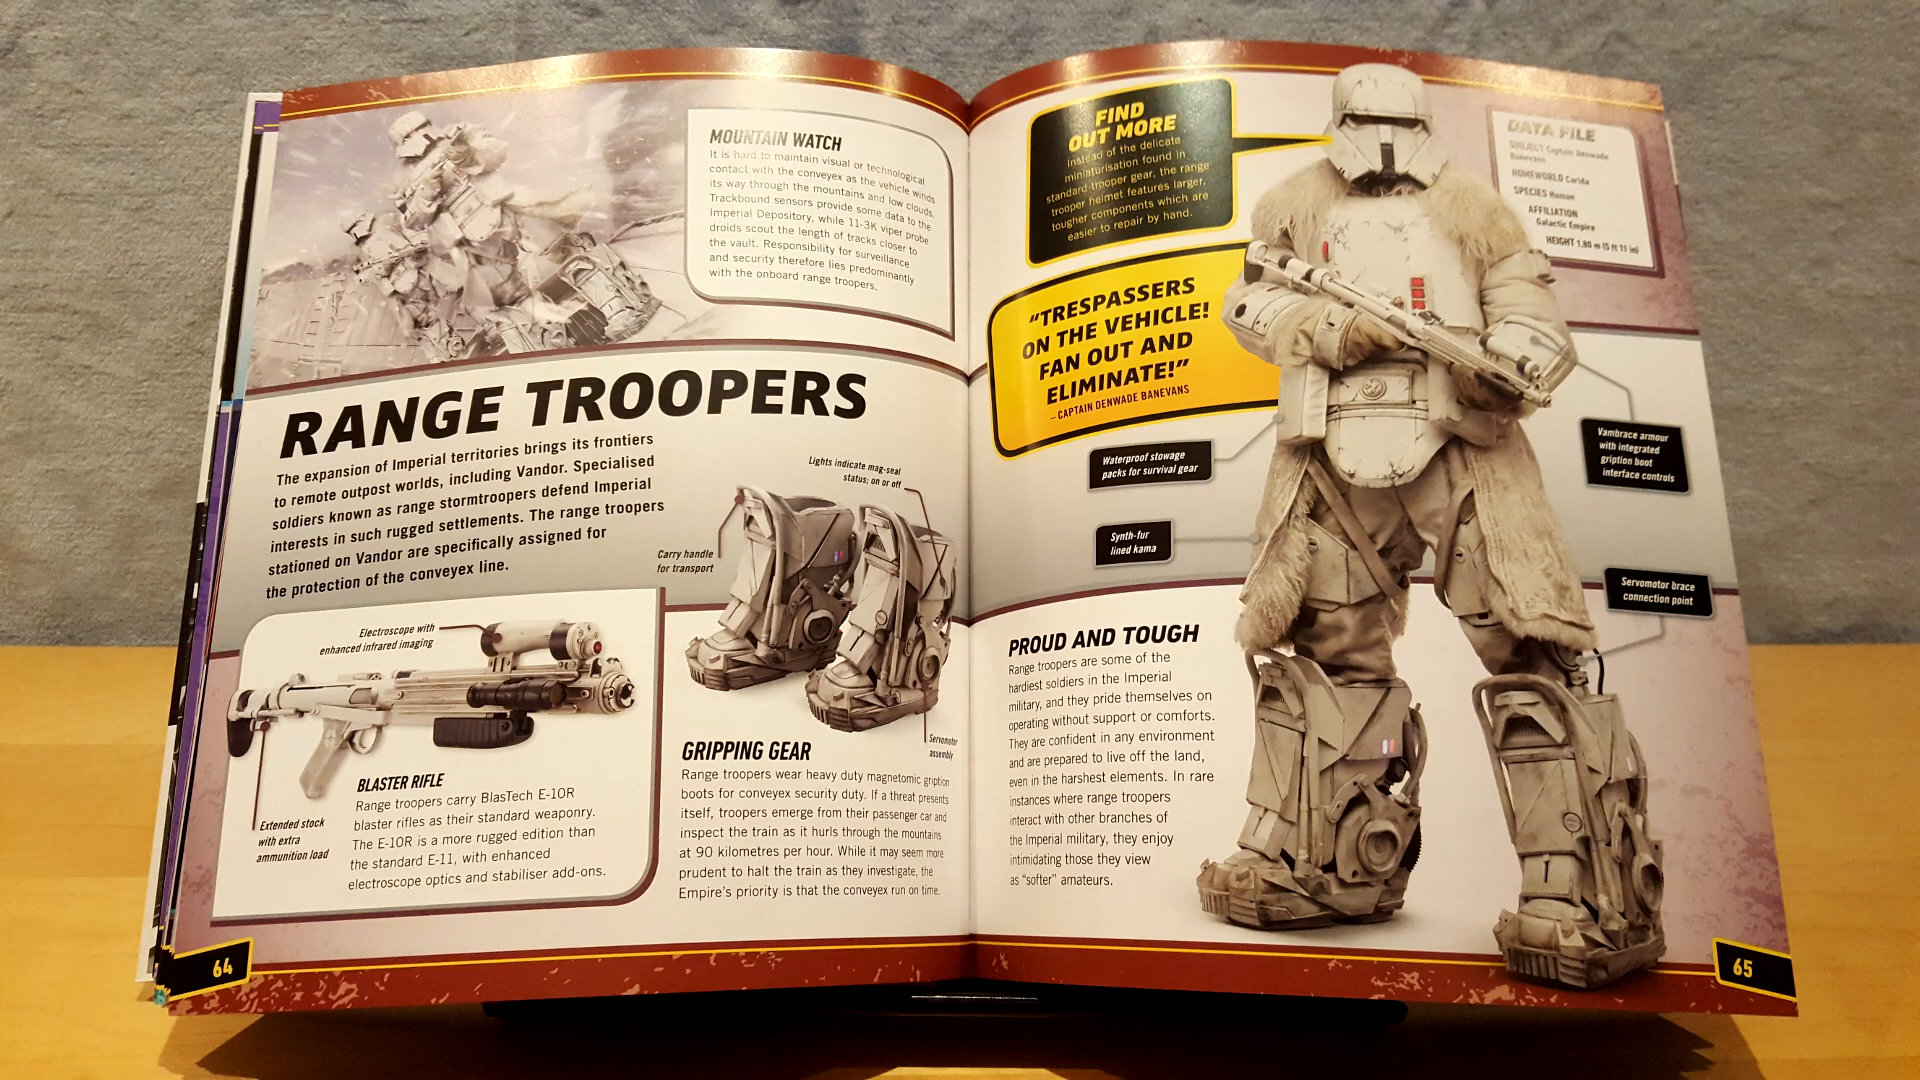 MOUNTAIN WATCH
It is hard to maintain visual or technological
contact with the conveyex as the vehicle winds
its way through the mountains and low clouds.
Trackbound sensors provide some data to the
Imperial Depository, while 11-3K viper probe
droids scout the length of tracks closer to
the vault. Responsibility for surveillance
and security therefore lies predominantly
with the onboard range troopers.
RANGE TROOPERS
The expansion of Imperial territories brings its frontiers
to remote outpost worlds, including Vandor. Specialised
soldiers known as range stormtroopers defend Imperial
interests in such rugged settlements. The range troopers
stationed on Vandor are specifically assigned for
the protection of the conveyex line.
Lights indicate mag-seal
status; on or off
Carry handle
for transport
Servomotor
assembly
Electroscope with
enhanced infrared imaging
Extended stock
with extra
ammunition load
BLASTER RIFLE
Range troopers carry BlasTech E-10R
blaster rifles as their standard weaponry.
The E-10R is a more rugged edition than
the standard E-11, with enhanced
electroscope optics and stabiliser add-ons.
GRIPPING GEAR
Range troopers wear heavy duty magnetomic gription
boots for conveyex security duty. If a threat presents
itself, troopers emerge from their passenger car and
inspect the train as it hurls through the mountains
at 90 kilometres per hour. While it may seem more
prudent to halt the train as they investigate, the
Empire's priority is that the conveyex run on time.
64
FIND
OUT MORE
Instead of the delicate
miniaturisation found in
standard trooper gear, the range
trooper helmet features larger,
tougher components which are
easier to repair by hand.
"TRESPASSERS
ON THE VEHICLE!
FAN OUT AND
ELIMINATE!"
– CAPTAIN DENWADE BANEVANS
DATA FILE
SUBJECT Captain Denwade
Banevans
HOMEWORLD Carida
SPECIES Human
AFFILIATION
Galactic Empire
HEIGHT 1.80 m (5 ft 11 in)
Waterproof stowage
packs for survival gear
Synth-fur
lined kama
Vambrace armour
with integrated
gription boot
interface controls
Servomotor brace
connection point
PROUD AND TOUGH
Range troopers are some of the
hardiest soldiers in the Imperial
military, and they pride themselves on
operating without support or comforts.
They are confident in any environment
and are prepared to live off the land,
even in the harshest elements. In rare
instances where range troopers
interact with other branches of
the Imperial military, they enjoy
intimidating those they view
as "softer" amateurs.
65